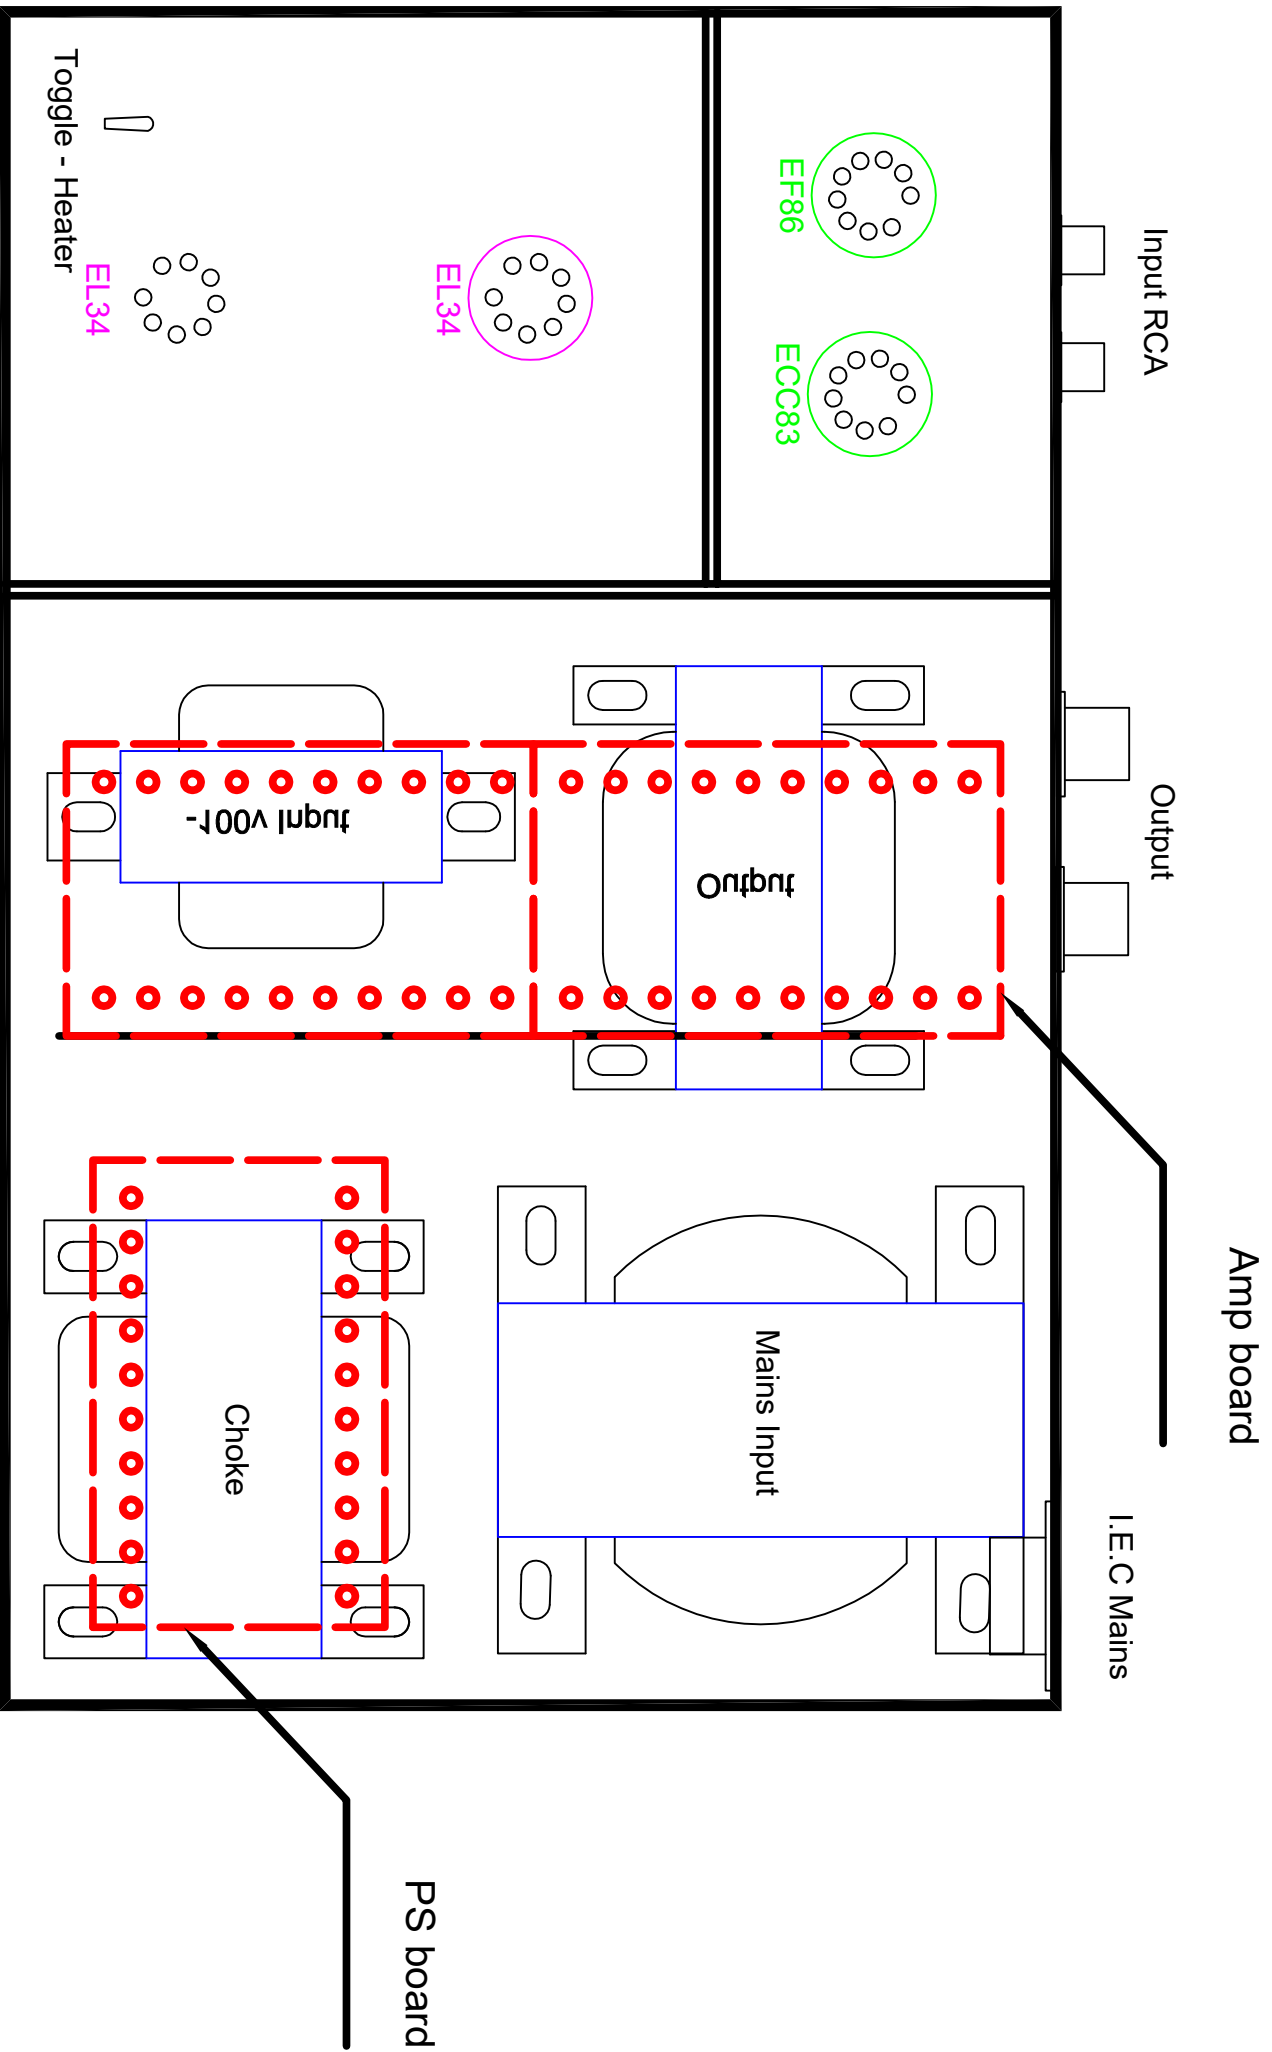 Input RCA
Output
Amp board
I.E.C Mains
EF86
ECC83
EL34
EL34
Toggle - Heater
Output
-100v Input
Mains Input
Choke
PS board